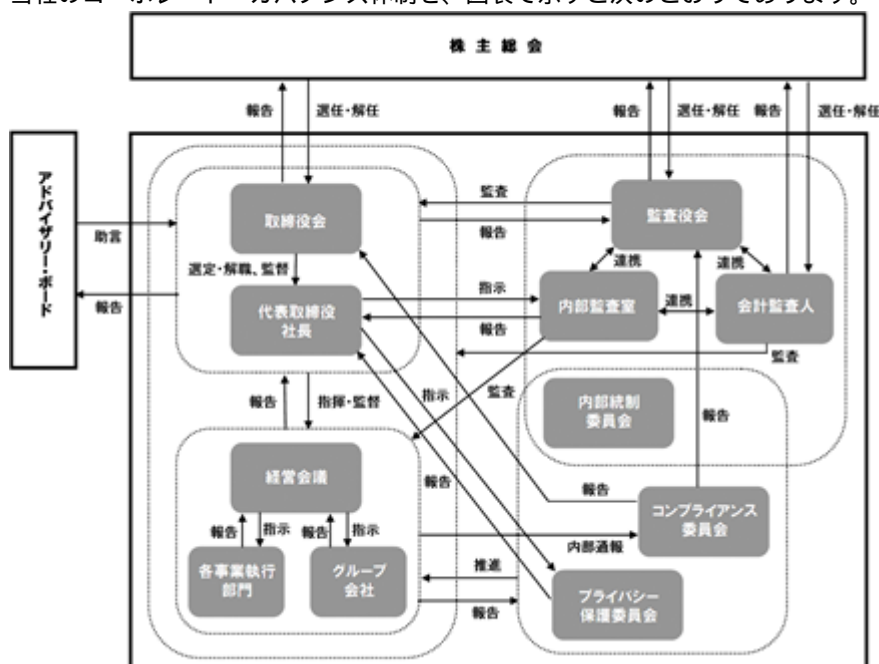 当社のコーポレート・ガバナンス体制を、図表で示すと次のとおりであります。
株主総会
報告
選任・解任
報告
選任・解任
報告
選任・解任
アドバイザリー・ボード
助言
報告
取締役会
選定・解職、監督
代表取締役
社長
監査
報告
指示
報告
監査役会
連携
連携
内部監査室
連携
会計監査人
監査
報告
指揮・監督
指示
監査
内部統制
委員会
報告
経営会議
報告
指示
報告
指示
各事業執行
部門
グループ
会社
報告
報告
コンプライアンス
委員会
内部通報
推進
報告
プライバシー
保護委員会